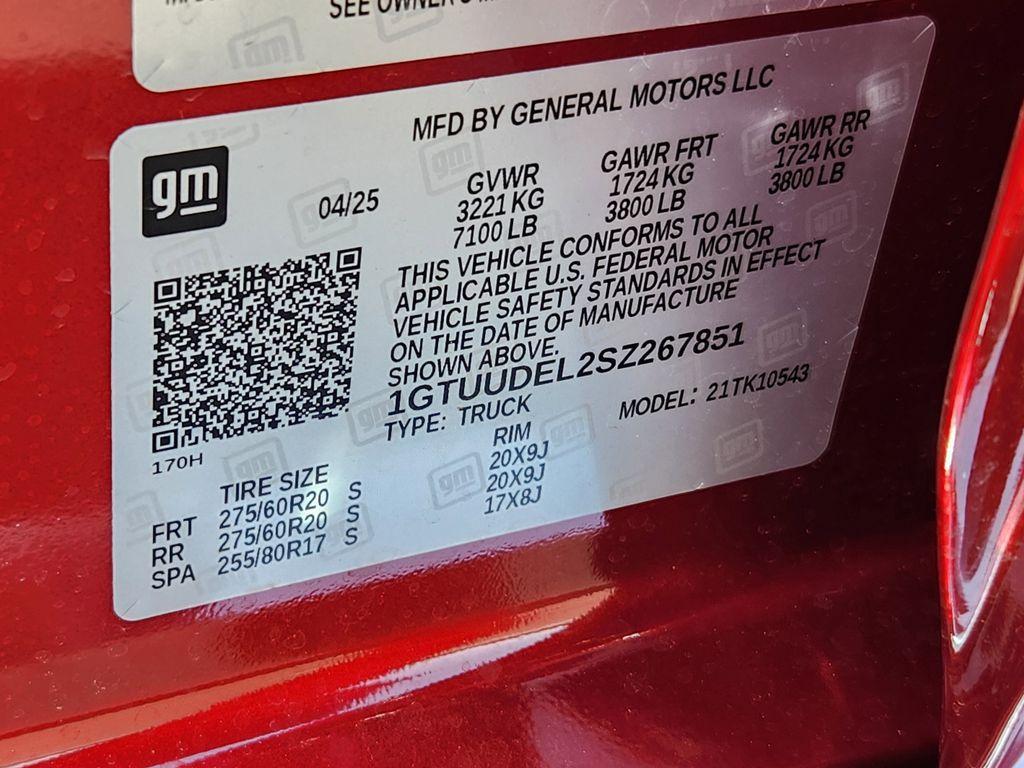 SEE OWNER'S
MFD BY GENERAL MOTORS LLC
gm
04/25
GVWR
3221 KG
7100 LB
GAWR FRT
1724 KG
3800 LB
GAWR RR
1724 KG
3800 LB
THIS VEHICLE CONFORMS TO ALL
APPLICABLE U.S. FEDERAL MOTOR
VEHICLE SAFETY STANDARDS IN EFFECT
ON THE DATE OF MANUFACTURE
SHOWN ABOVE.
1GTUUDEL2SZ267851
TYPE: TRUCK
MODEL: 21TK10543
170H
TIRE SIZE RIM
FRT 275/60R20 S 20X9J
RR 275/60R20 S 20X9J
SPA 255/80R17 S 17X8J